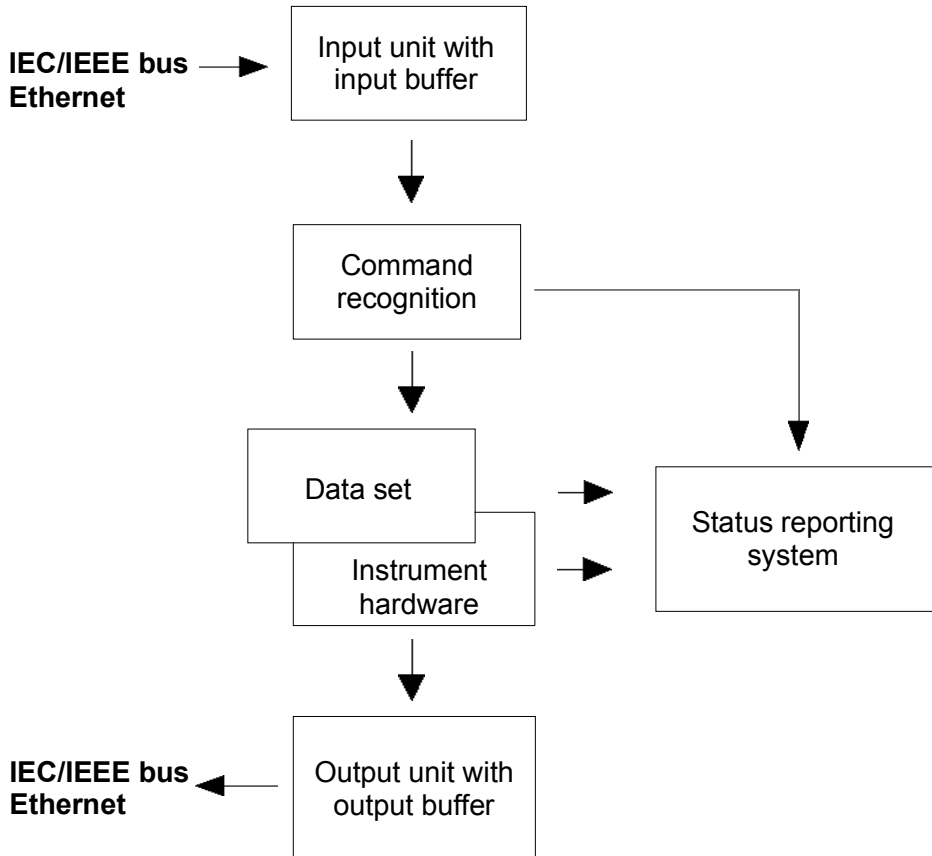 IEC/IEEE bus
Ethernet
Input unit with
input buffer
Command
recognition
Data set
Instrument
hardware
Status reporting
system
IEC/IEEE bus
Ethernet
Output unit with
output buffer